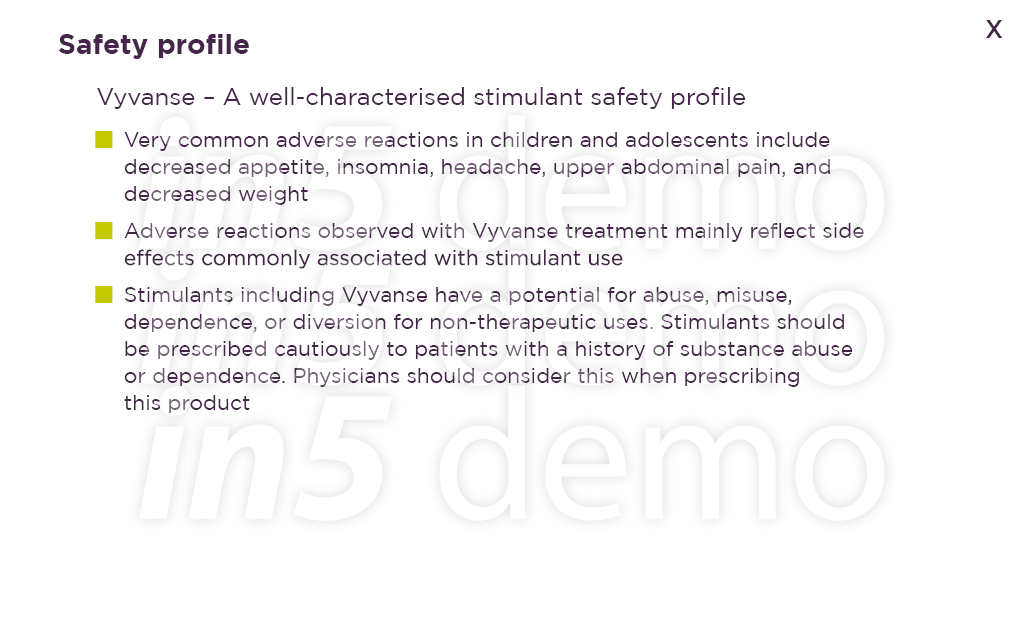 X
Safety profile
Vyvanse – A well-characterised stimulant safety profile
Very common adverse reactions in children and adolescents include
decreased appetite, insomnia, headache, upper abdominal pain, and
decreased weight
Adverse reactions observed with Vyvanse treatment mainly reflect side
effects commonly associated with stimulant use
Stimulants including Vyvanse have a potential for abuse, misuse,
dependence, or diversion for non-therapeutic uses. Stimulants should
be prescribed cautiously to patients with a history of substance abuse
or dependence. Physicians should consider this when prescribing
this product
in5 demo
in5 demo
in5 demo